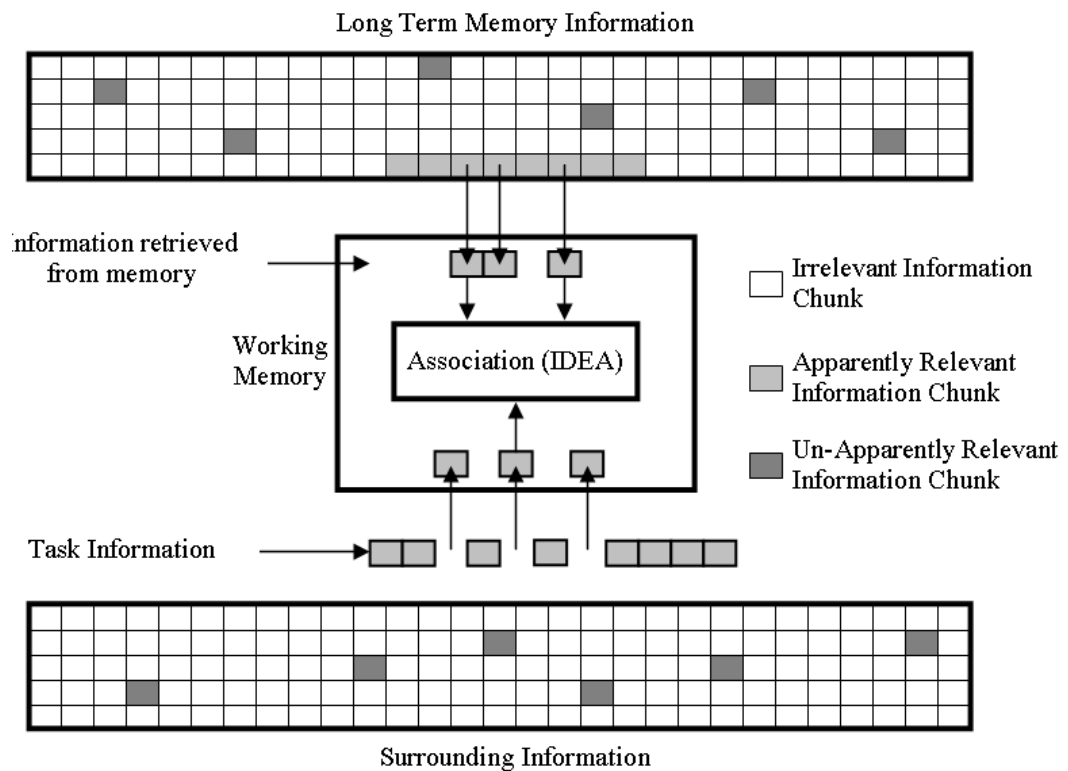 Long Term Memory Information
Information retrieved
from memory
Working
Memory
Association (IDEA)
Irrelevant Information
Chunk
Apparently Relevant
Information Chunk
Un-Apparently Relevant
Information Chunk
Task Information
Surrounding Information